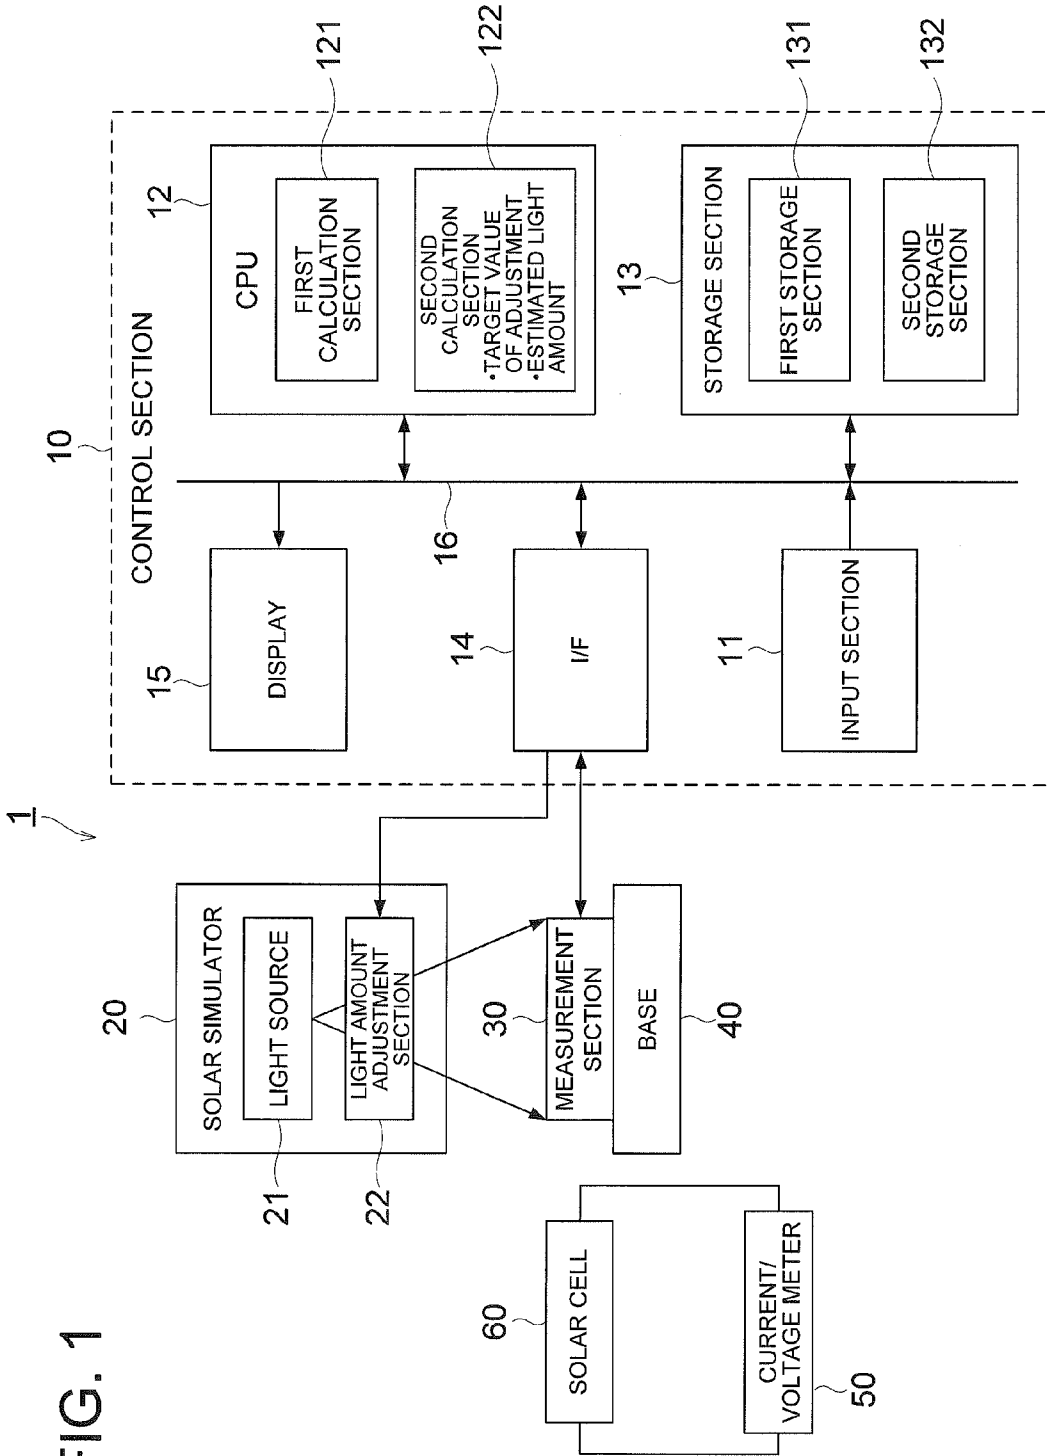 FIG. 1
1
10
CONTROL SECTION
20
SOLAR SIMULATOR
21
LIGHT SOURCE
22
LIGHT AMOUNT
ADJUSTMENT
SECTION
30
MEASUREMENT
SECTION
BASE
40
60
SOLAR CELL
CURRENT/
VOLTAGE METER
50
15
DISPLAY
14
I/F
11
INPUT SECTION
16
12
CPU
FIRST
CALCULATION
SECTION
121
SECOND
CALCULATION
SECTION
•TARGET VALUE
OF ADJUSTMENT
•ESTIMATED LIGHT
AMOUNT
122
13
STORAGE SECTION
FIRST STORAGE
SECTION
131
SECOND
STORAGE
SECTION
132